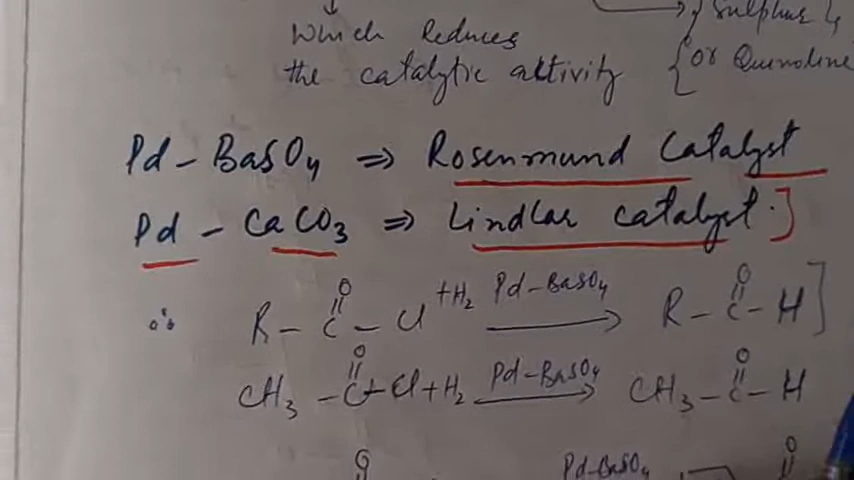 which Reduces
the catalytic activity
sulphur
or Quinoline
Pd - BaSO4 ⇒ Rosenmund Catalyst
Pd - CaCO3 ⇒ Lindlar catalyst.]
O O
|| ||
R - C - Cl +H2 Pd-BaSO4 → R - C - H]
O O
|| ||
CH3 - C - Cl + H2 Pd-BaSO4 → CH3 - C - H
O Pd-BaSO4 O